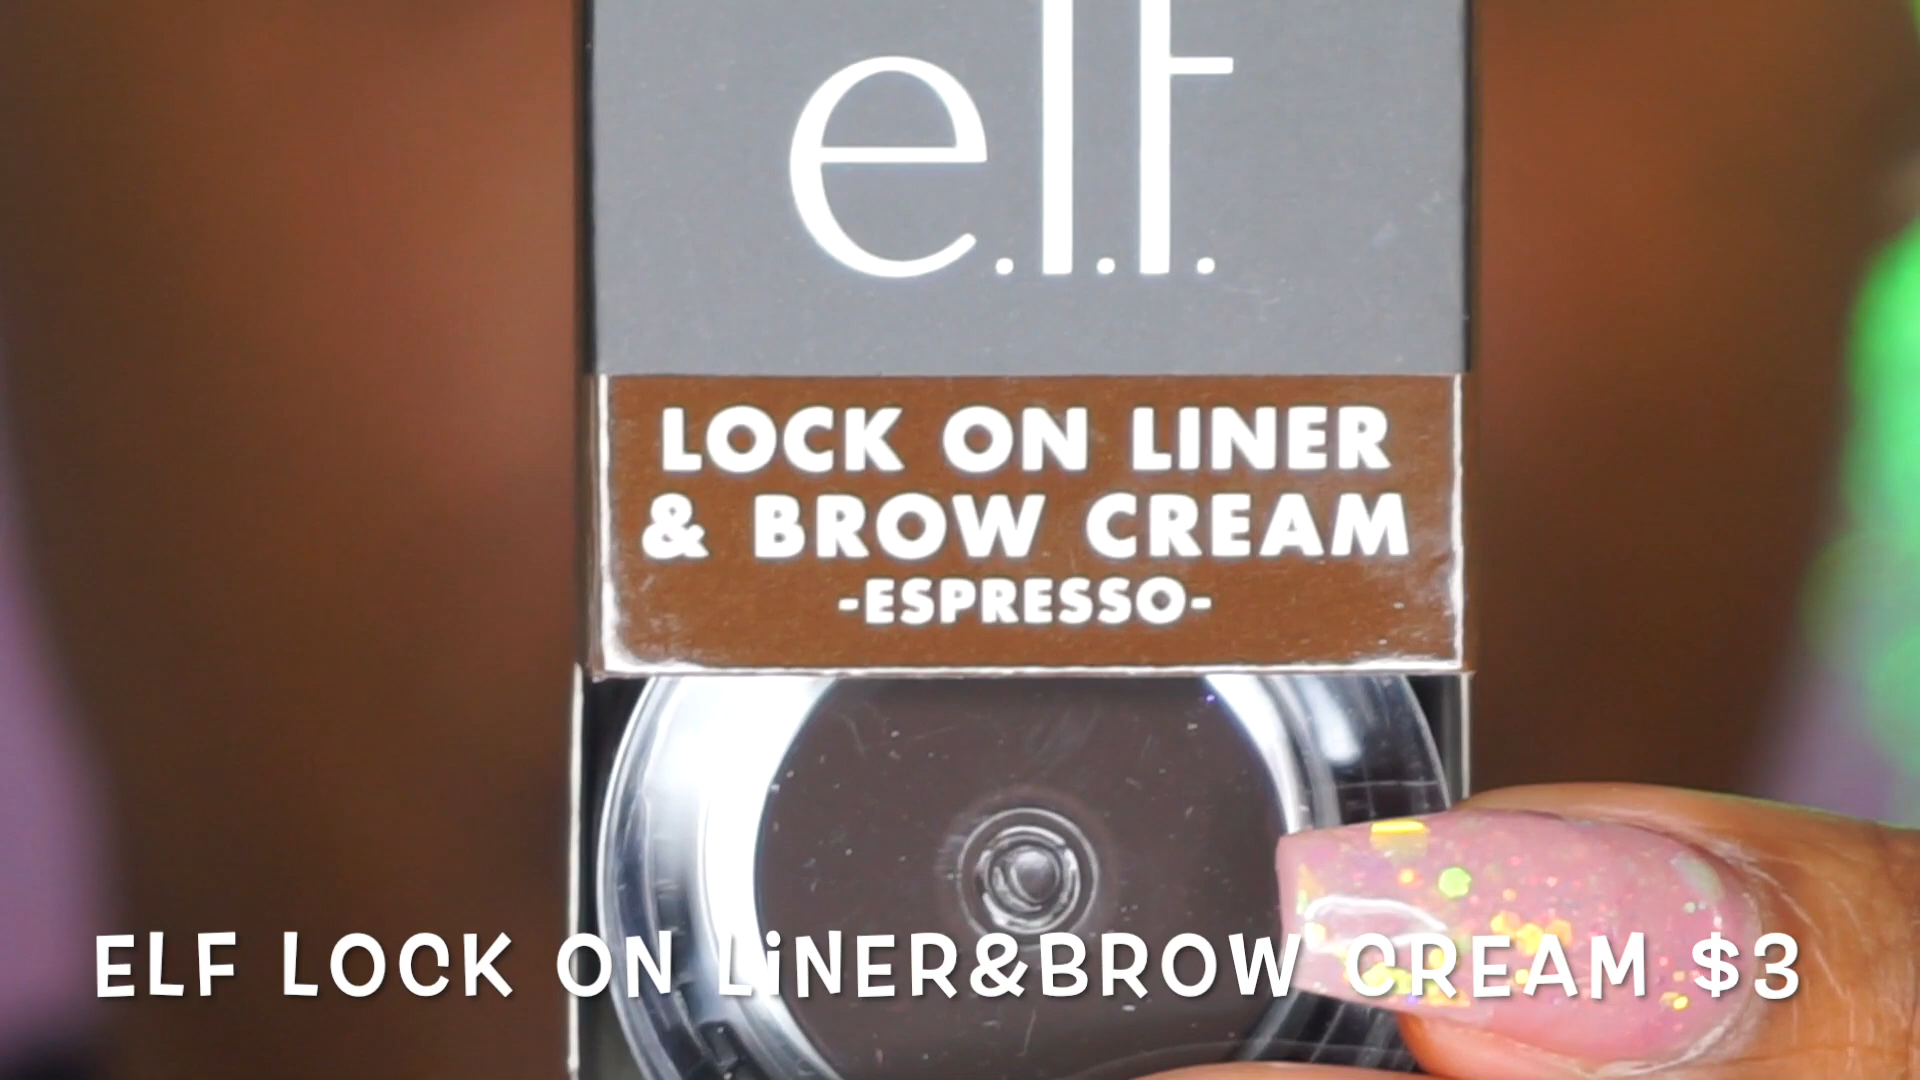 e.l.f.
LOCK ON LINER
& BROW CREAM
-ESPRESSO-
ELF LOCK ON LiNER&BROW CREAM $3